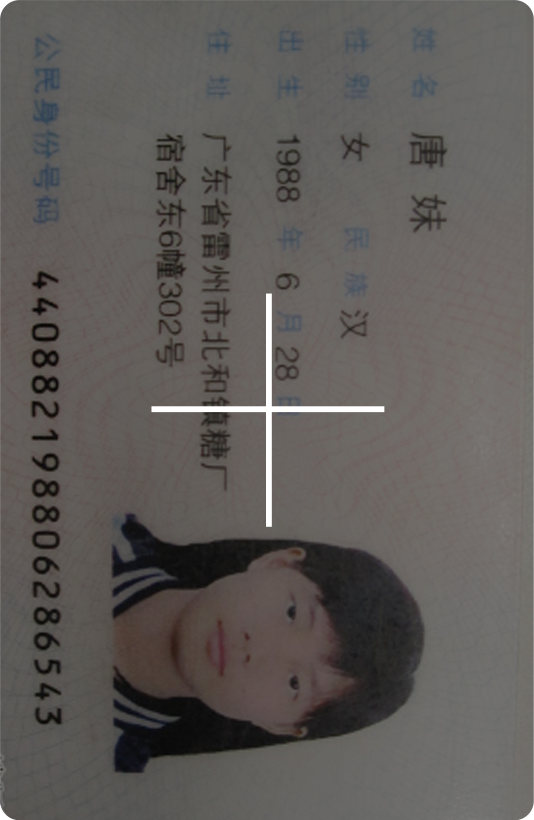 姓名 唐妹
性别 女 民族 汉
出生 1988 年 6 月 28 日
住址 广东省雷州市北和镇糖厂
宿舍东6幢302号
公民身份号码 440882198806286543